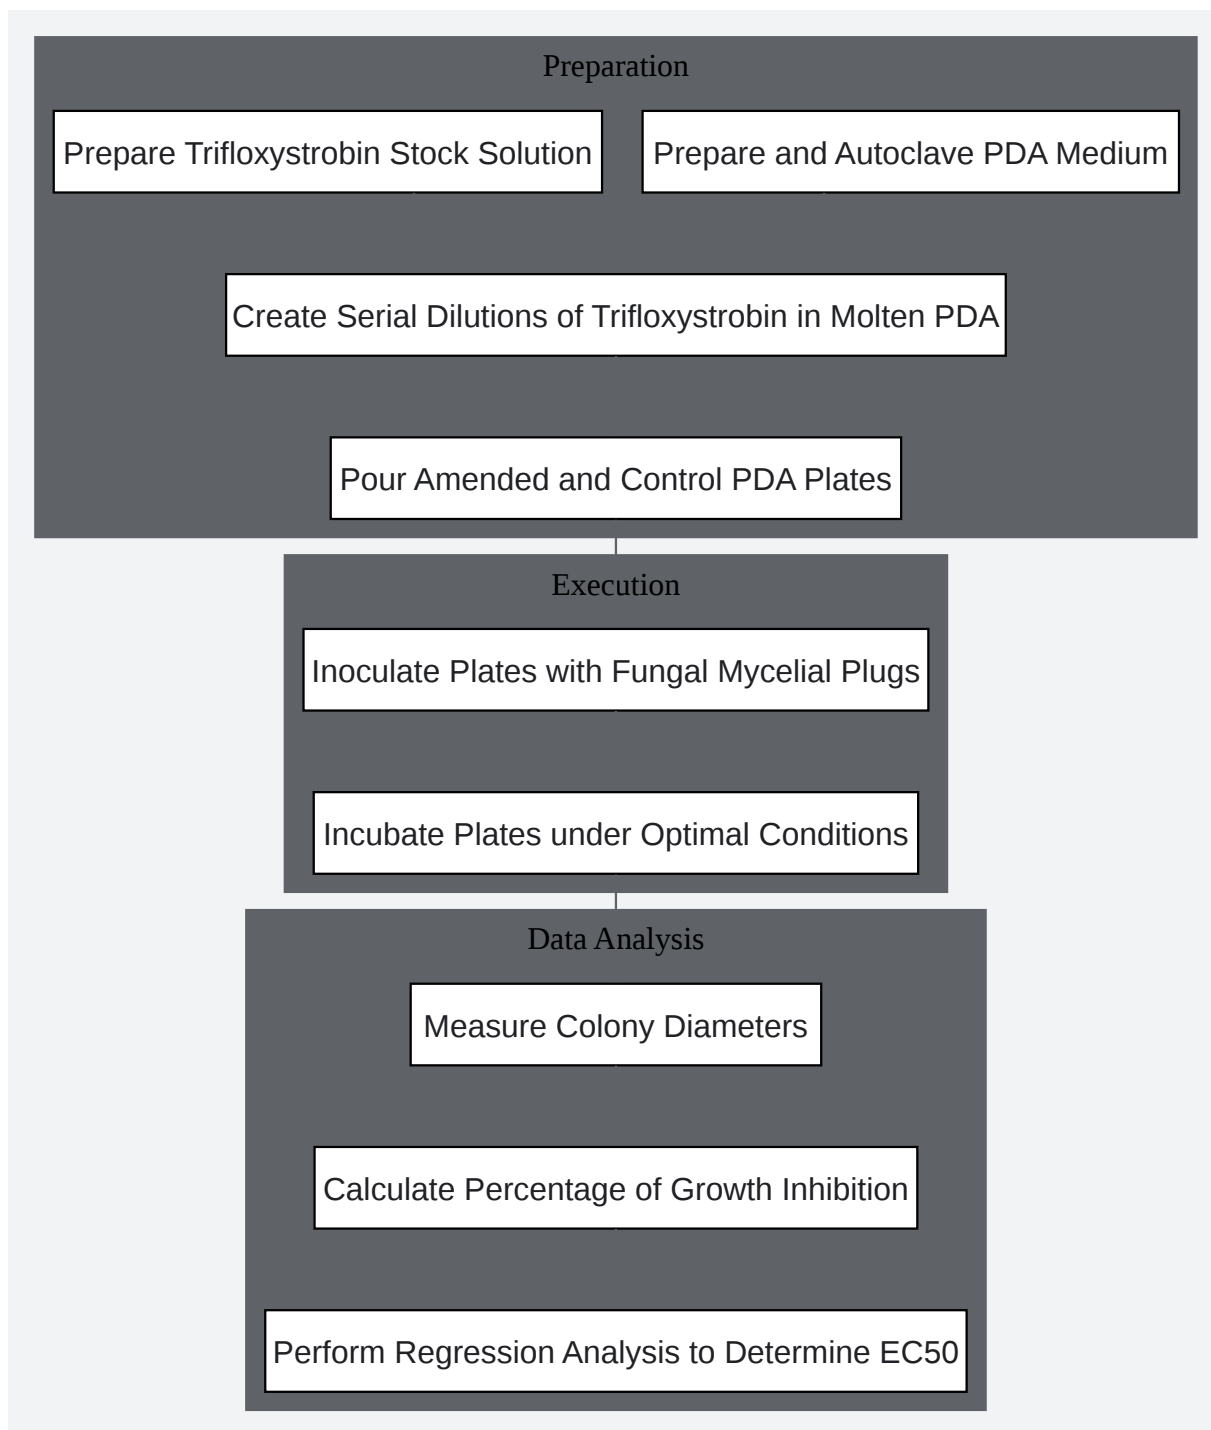 Preparation
Prepare Trifloxystrobin Stock Solution
Prepare and Autoclave PDA Medium
Create Serial Dilutions of Trifloxystrobin in Molten PDA
Pour Amended and Control PDA Plates
Execution
Inoculate Plates with Fungal Mycelial Plugs
Incubate Plates under Optimal Conditions
Data Analysis
Measure Colony Diameters
Calculate Percentage of Growth Inhibition
Perform Regression Analysis to Determine EC50